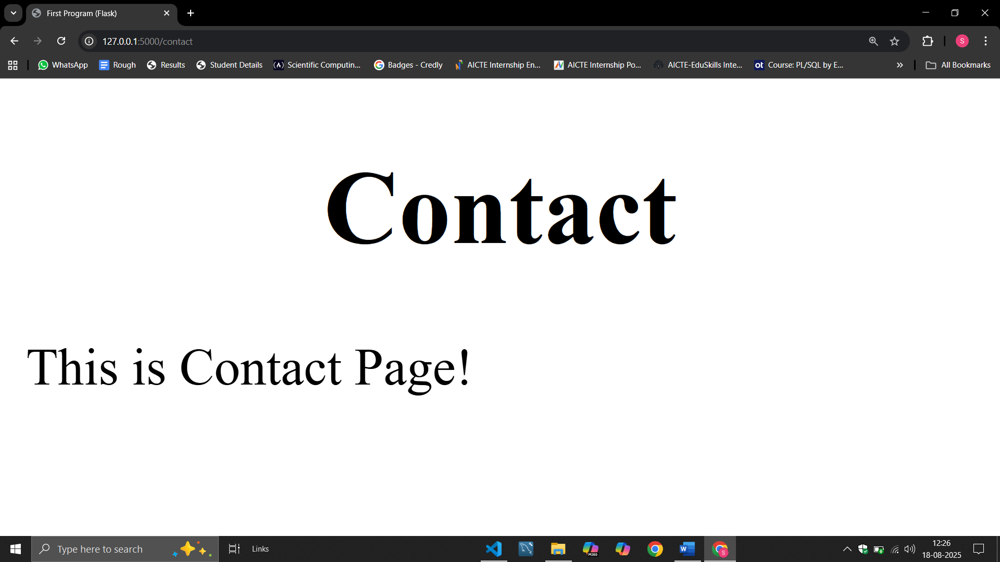 First Program (Flask)
127.0.0.1:5000/contact
S
WhatsApp
Rough
Results
Student Details
(A) Scientific Computin...
Badges - Credly
AICTE Internship En...
AICTE Internship Po...
AICTE-EduSkills Inte...
ot Course: PL/SQL by E...
All Bookmarks
Contact
This is Contact Page!
Type here to search
Links
M365
W
S
12:26
18-08-2025